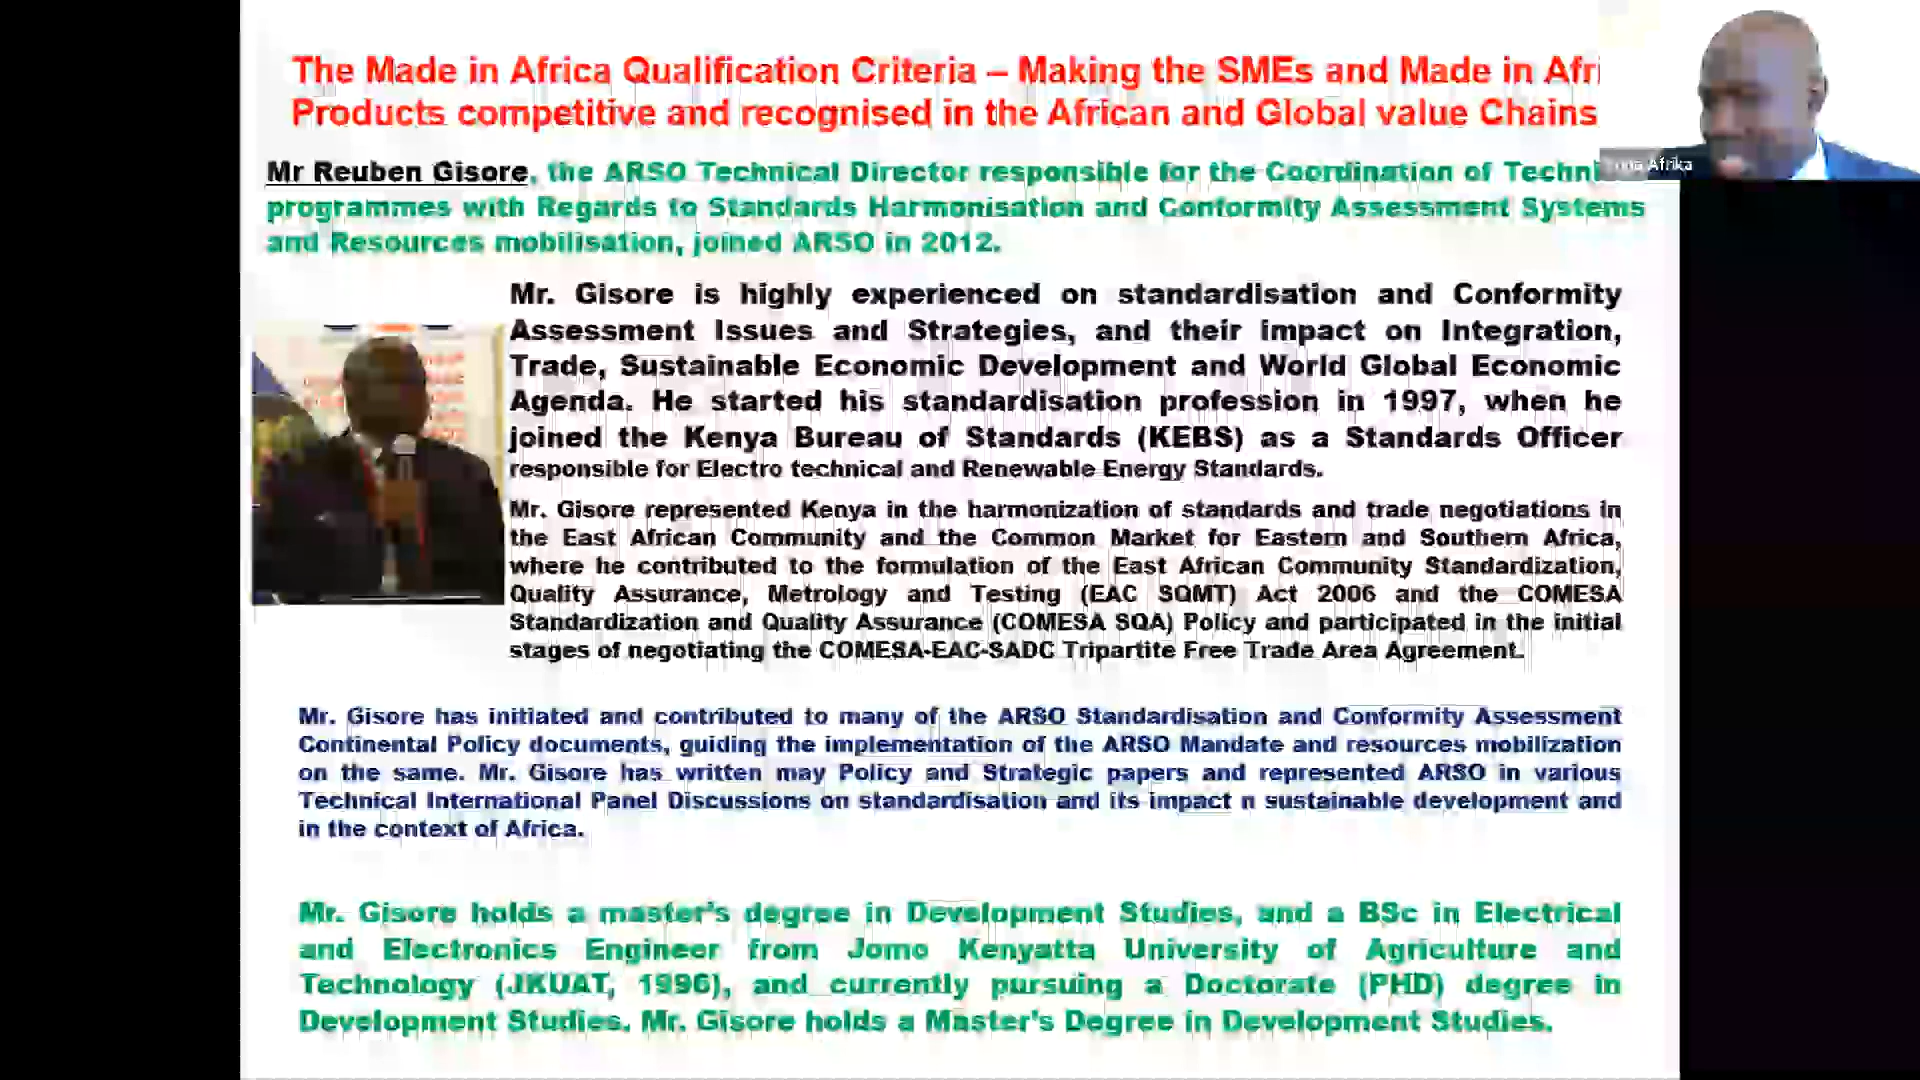 The Made in Africa Qualification Criteria – Making the SMEs and Made in Afri
Products competitive and recognised in the African and Global value Chains
Mr Reuben Gisore, the ARSO Technical Director responsible for the Coordination of Techni
programmes with Regards to Standards Harmonisation and Conformity Assessment Systems
and Resources mobilisation, joined ARSO in 2012.
Afrika
Mr. Gisore is highly experienced on standardisation and Conformity
Assessment Issues and Strategies, and their impact on Integration,
Trade, Sustainable Economic Development and World Global Economic
Agenda. He started his standardisation profession in 1997, when he
joined the Kenya Bureau of Standards (KEBS) as a Standards Officer
responsible for Electro technical and Renewable Energy Standards.
Mr. Gisore represented Kenya in the harmonization of standards and trade negotiations in
the East African Community and the Common Market for Eastern and Southern Africa,
where he contributed to the formulation of the East African Community Standardization,
Quality Assurance, Metrology and Testing (EAC SQMT) Act 2006 and the COMESA
Standardization and Quality Assurance (COMESA SQA) Policy and participated in the initial
stages of negotiating the COMESA-EAC-SADC Tripartite Free Trade Area Agreement.
Mr. Gisore has initiated and contributed to many of the ARSO Standardisation and Conformity Assessment
Continental Policy documents, guiding the implementation of the ARSO Mandate and resources mobilization
on the same. Mr. Gisore has written may Policy and Strategic papers and represented ARSO in various
Technical International Panel Discussions on standardisation and its impact n sustainable development and
in the context of Africa.
Mr. Gisore holds a master's degree in Development Studies, and a BSc in Electrical
and Electronics Engineer from Jomo Kenyatta University of Agriculture and
Technology (JKUAT, 1996), and currently pursuing a Doctorate (PHD) degree in
Development Studies. Mr. Gisore holds a Master's Degree in Development Studies.